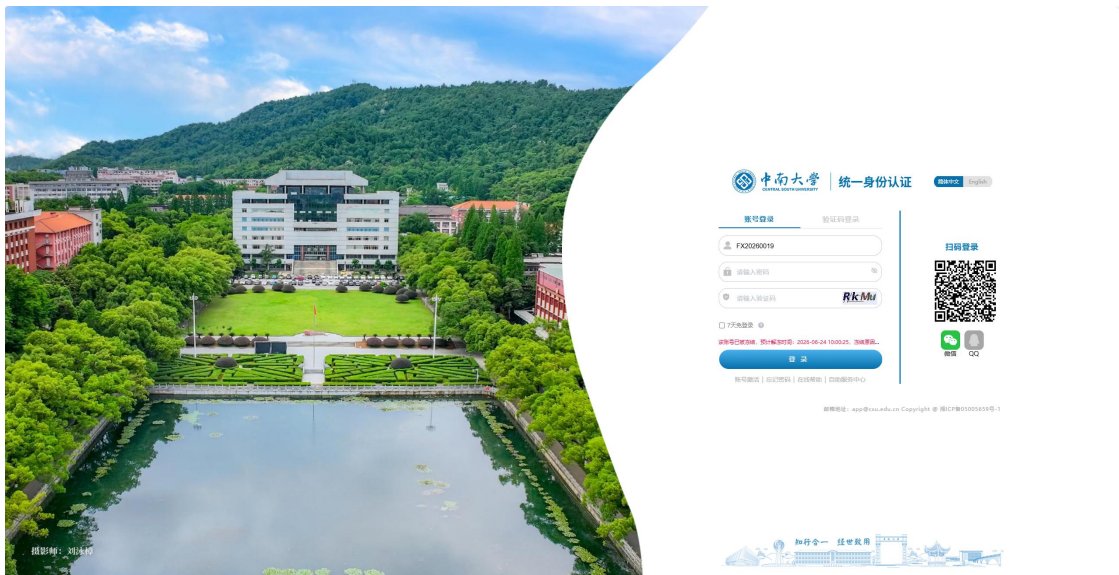 中南大学
CENTRAL SOUTH UNIVERSITY
统一身份认证
简体中文 English
账号登录 验证码登录
FX20260019
请输入密码
请输入验证码 RkMu
7天免登录
该账号已被冻结，预计解冻时间：2026-06-24 10:00:25，冻结原因...
登 录
账号激活 | 忘记密码 | 在线帮助 | 自助服务中心
扫码登录
微信 QQ
邮箱地址：app@csu.edu.cn Copyright @ 湘ICP备05005659号-1
知行合一 经世致用
摄影师：刘泳樟